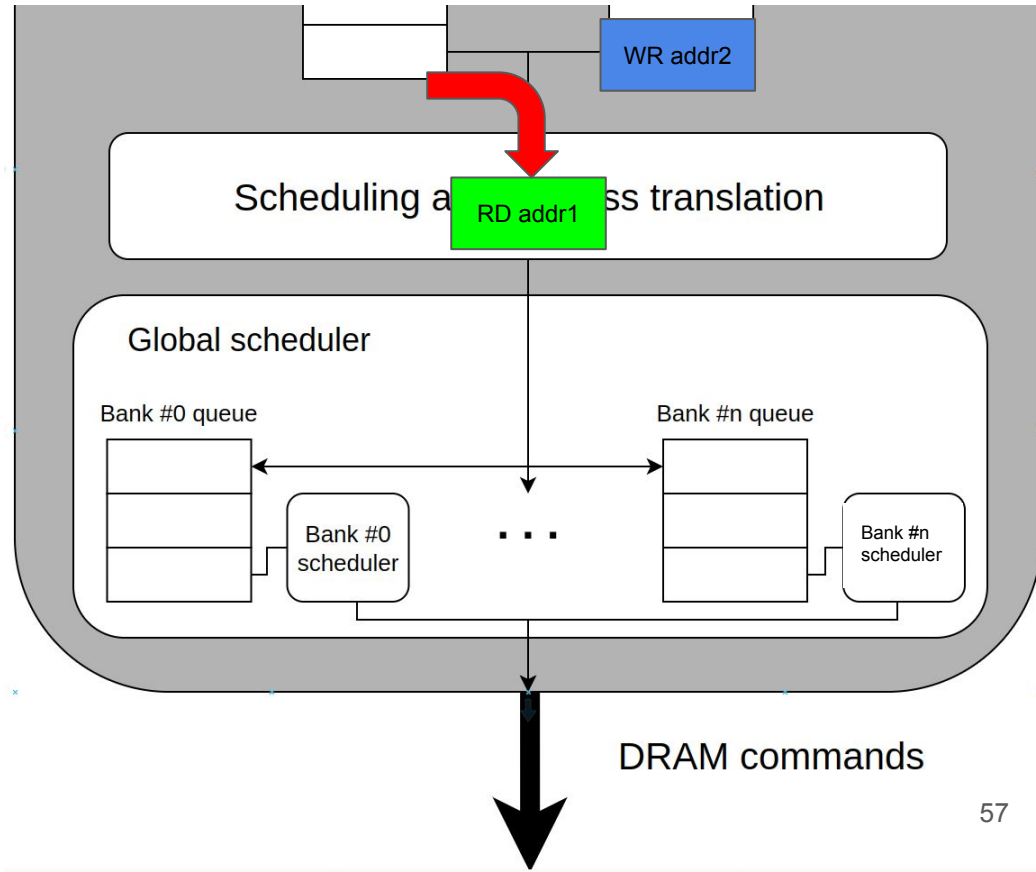 WR addr2
Scheduling a
ss translation
RD addr1
Global scheduler
Bank #0 queue
Bank #n queue
Bank #0
scheduler
. . .
Bank #n
scheduler
DRAM commands
57